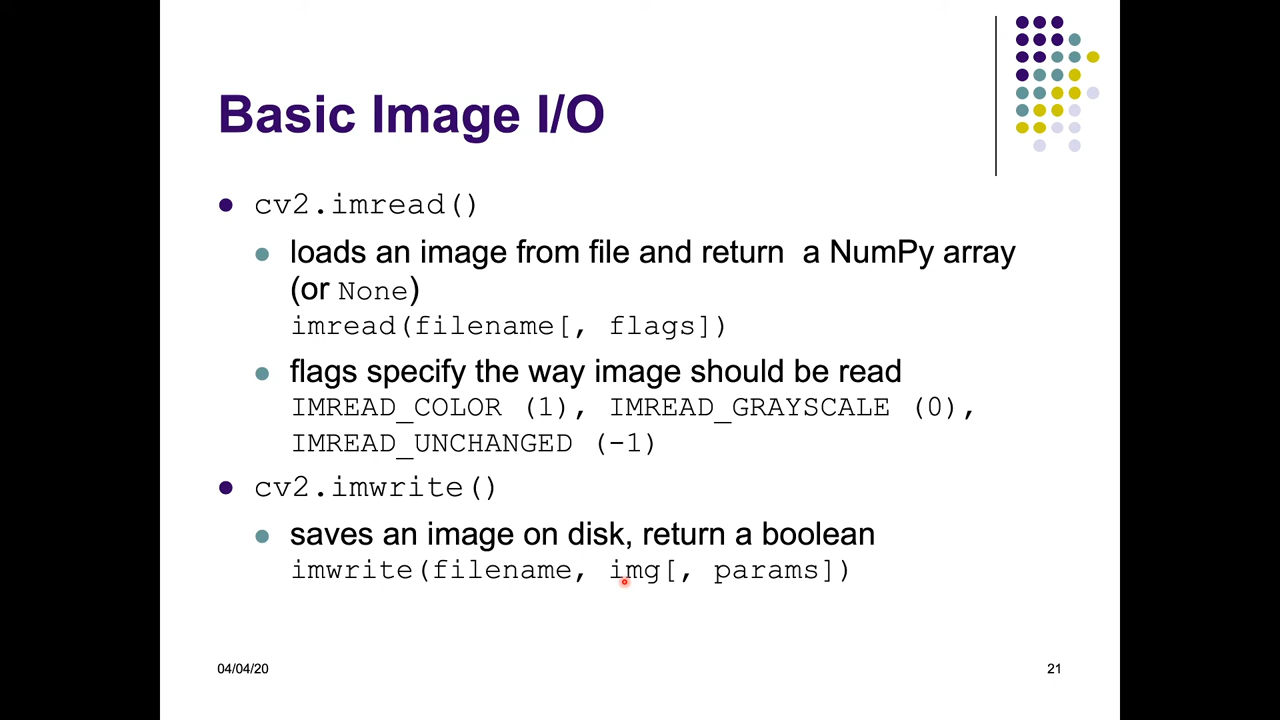 Basic Image I/O
cv2.imread()
loads an image from file and return a NumPy array
(or None)
imread(filename[, flags])
flags specify the way image should be read
IMREAD_COLOR (1), IMREAD_GRAYSCALE (0),
IMREAD_UNCHANGED (-1)
cv2.imwrite()
saves an image on disk, return a boolean
imwrite(filename, img[, params])
04/04/20
21